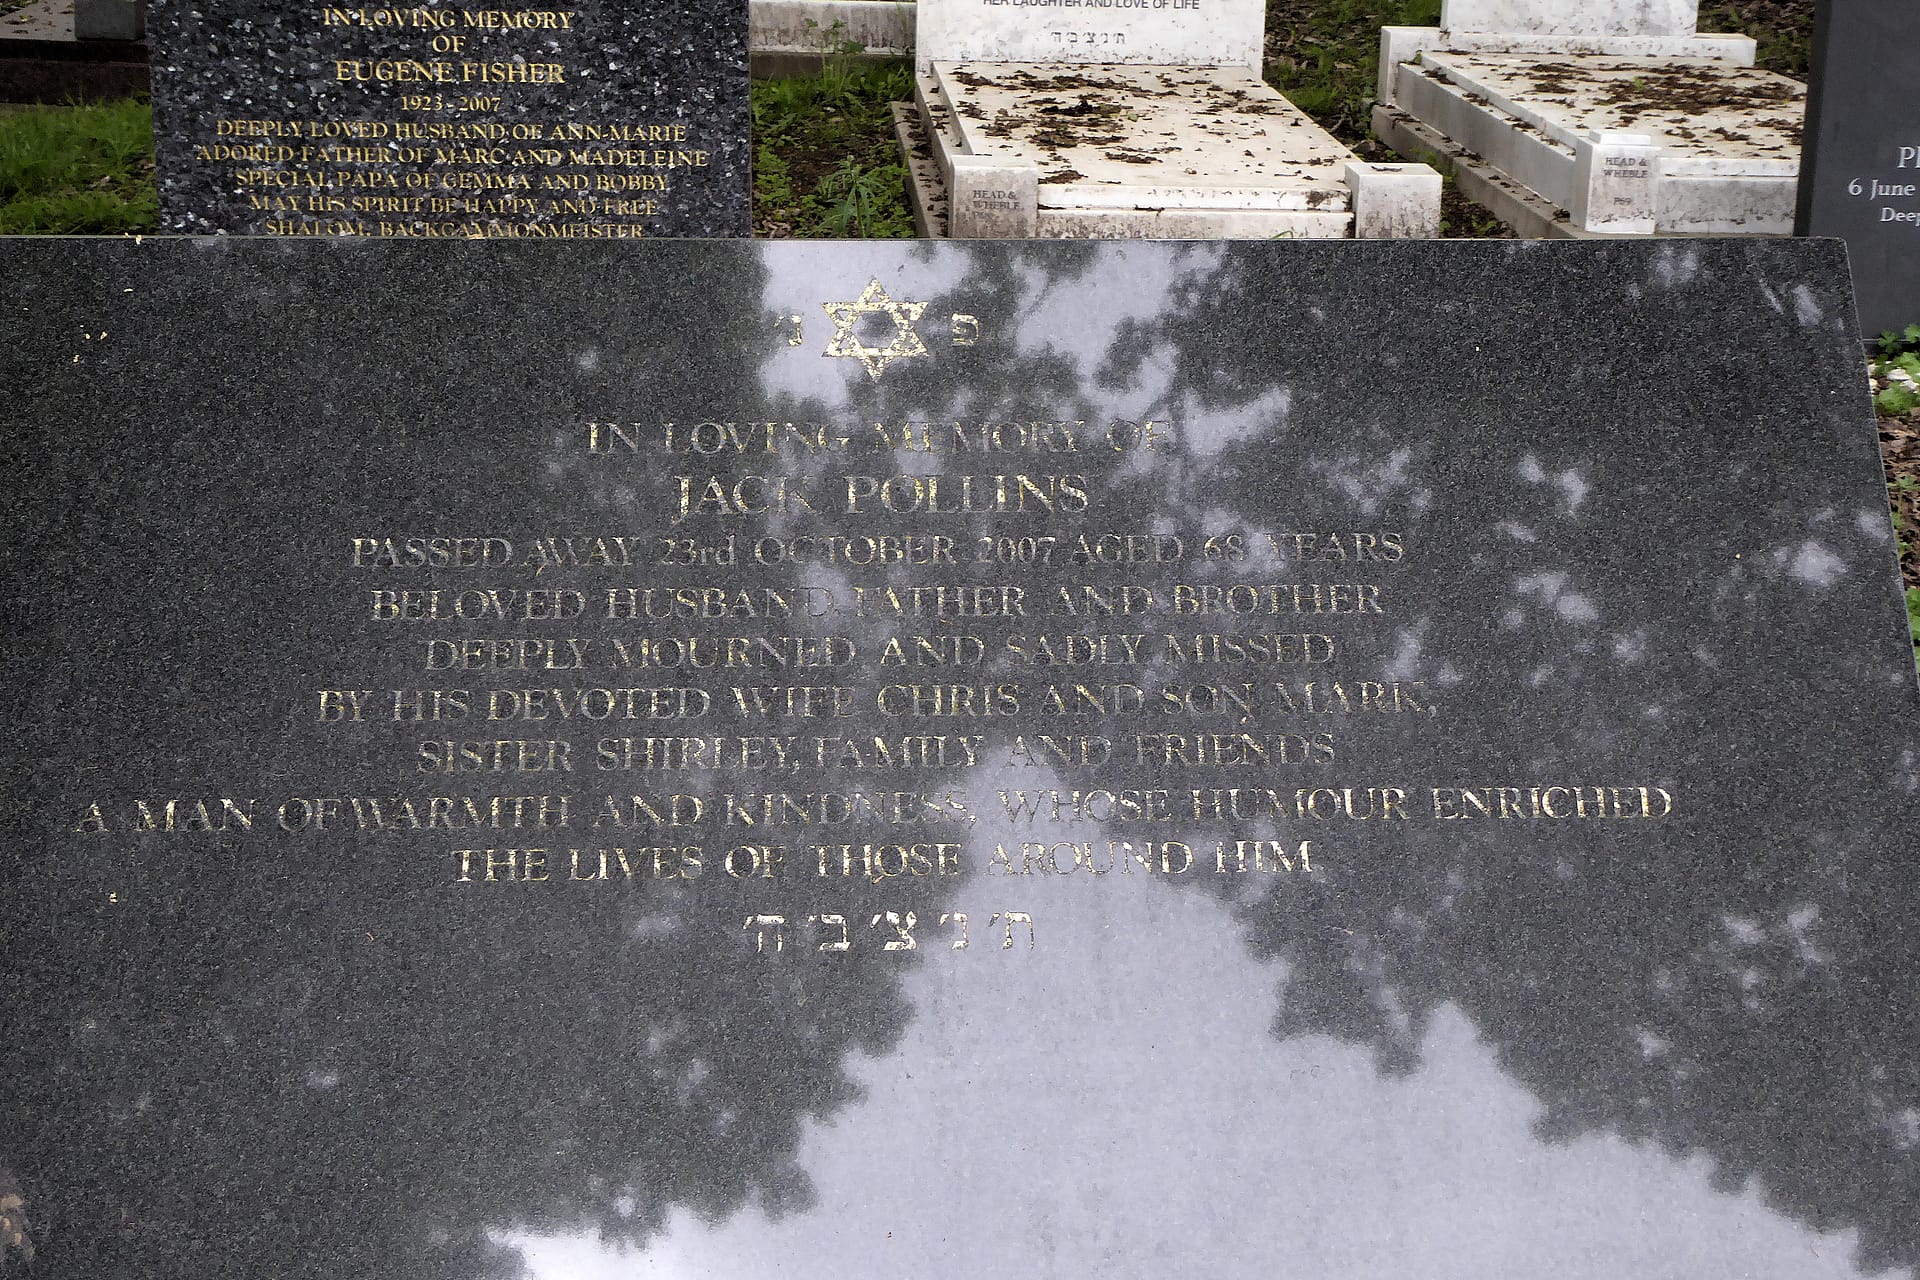 IN LOVING MEMORY
OF
EUGENE FISHER
1923-2007
DEEPLY LOVED HUSBAND OF ANN-MARIE
ADORED FATHER OF MARC AND MADELEINE
SPECIAL PAPA OF GEMMA AND BOBBY
MAY HIS SPIRIT BE HAPPY AND FREE
SHALOM, BACKGAMMONMEISTER
HER LAUGHTER AND LOVE OF LIFE
ת׳נ׳צ׳ב׳ה׳
HEAD &
WHEBLE
HEAD &
WHEBLE
P69
6 June
פ נ׳
IN LOVING MEMORY OF
JACK POLLINS
PASSED AWAY 23rd OCTOBER 2007 AGED 68 YEARS
BELOVED HUSBAND FATHER AND BROTHER
DEEPLY MOURNED AND SADLY MISSED
BY HIS DEVOTED WIFE CHRIS AND SON MARK,
SISTER SHIRLEY, FAMILY AND FRIENDS
A MAN OF WARMTH AND KINDNESS, WHOSE HUMOUR ENRICHED
THE LIVES OF THOSE AROUND HIM
ת׳ נ׳ צ׳ ב׳ ה׳